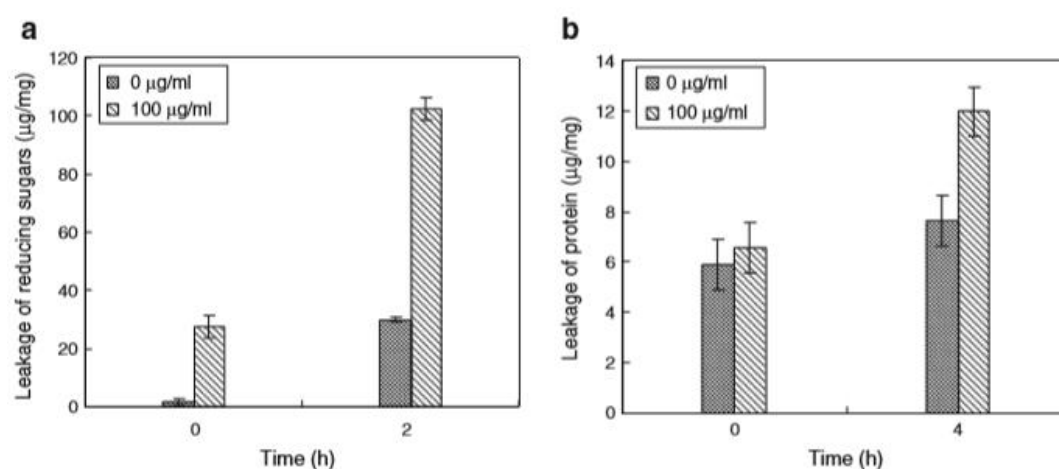 a
Leakage of reducing sugars (µg/mg)
120
100
80
60
40
20
0
0 µg/ml
100 µg/ml
0
2
Time (h)
b
Leakage of protein (µg/mg)
14
12
10
8
6
4
2
0
0 µg/ml
100 µg/ml
0
4
Time (h)